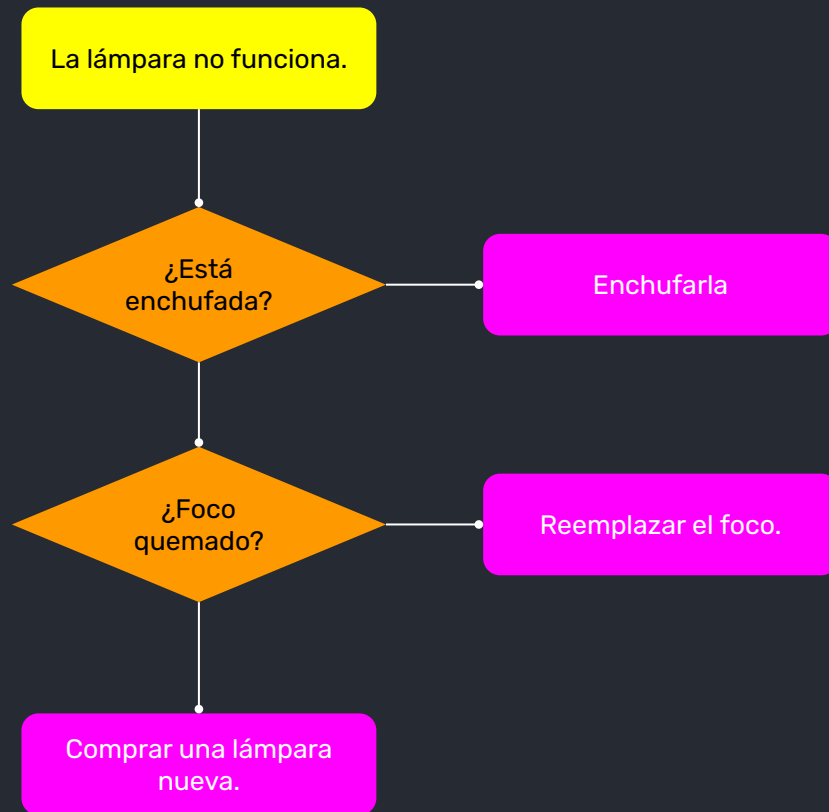 La lámpara no funciona.
¿Está
enchufada?
Enchufarla
¿Foco
quemado?
Reemplazar el foco.
Comprar una lámpara
nueva.